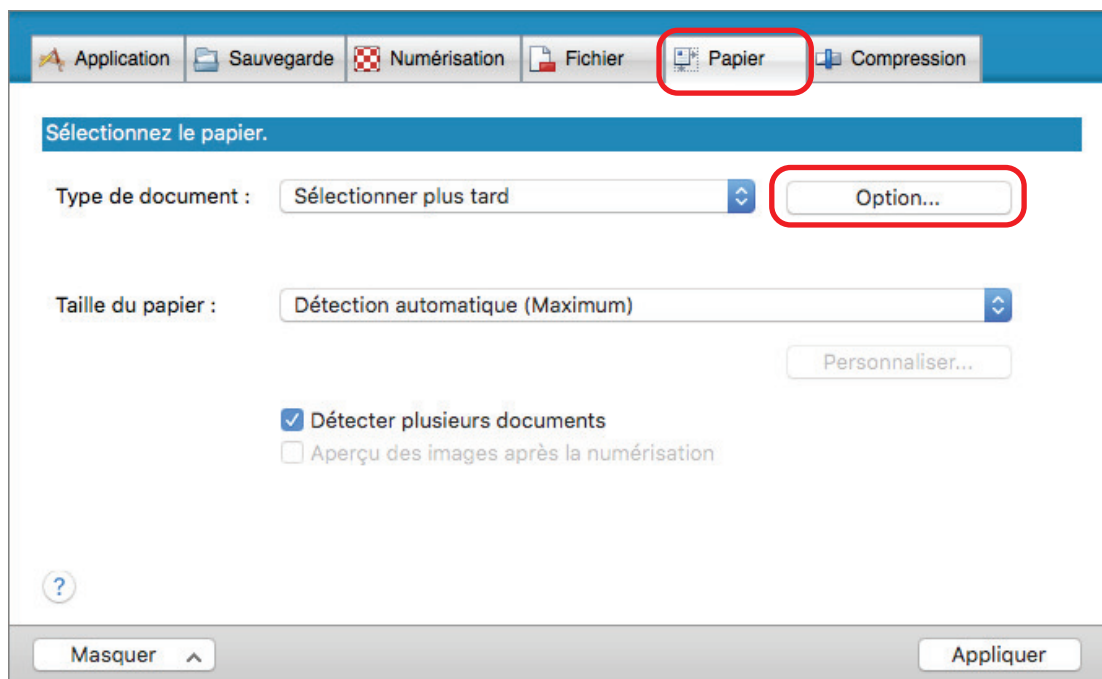 Application Sauvegarde Numérisation Fichier Papier Compression
Sélectionnez le papier.
Type de document : Sélectionner plus tard Option...
Taille du papier : Détection automatique (Maximum)
Personnaliser...
Détecter plusieurs documents
Aperçu des images après la numérisation
?
Masquer Appliquer